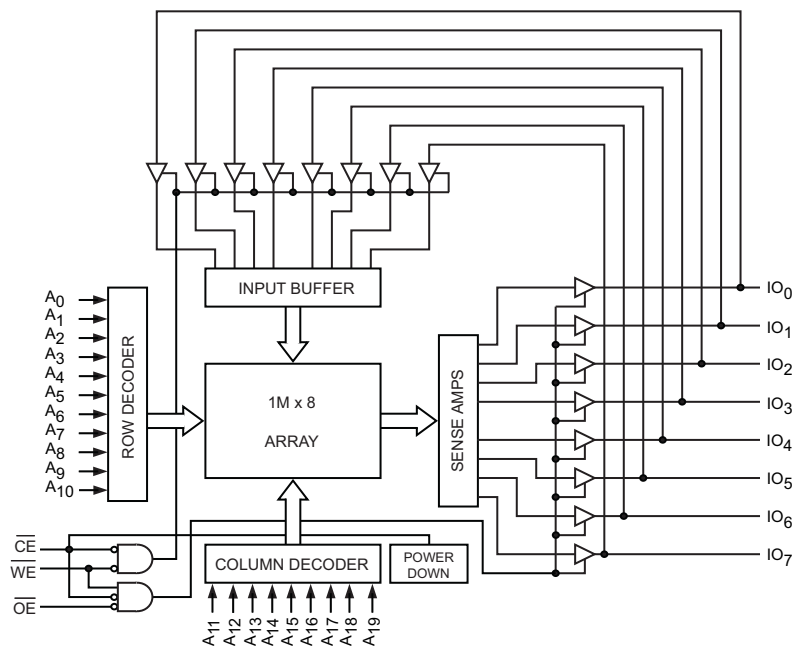 INPUT BUFFER
ROW DECODER
1M x 8
ARRAY
SENSE AMPS
COLUMN DECODER
POWER
DOWN
A0
A1
A2
A3
A4
A5
A6
A7
A8
A9
A10
CE
WE
OE
A11
A12
A13
A14
A15
A16
A17
A18
A19
IO0
IO1
IO2
IO3
IO4
IO5
IO6
IO7